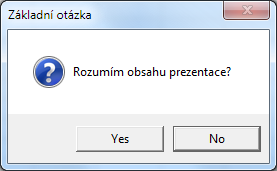 Základní otázka
Rozumím obsahu prezentace?
Yes
No